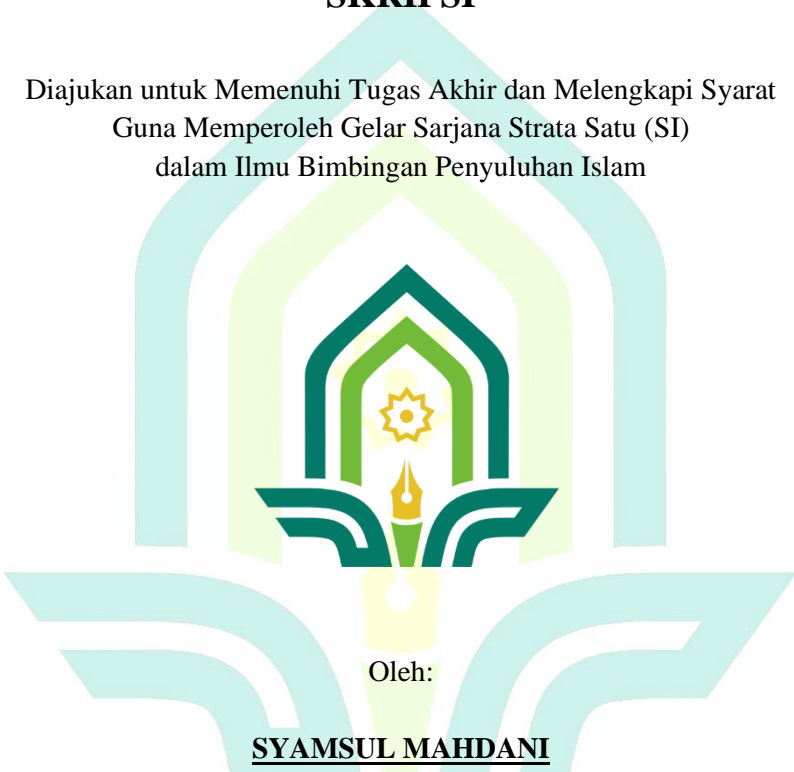 SKRIPSI
Diajukan untuk Memenuhi Tugas Akhir dan Melengkapi Syarat
Guna Memperoleh Gelar Sarjana Strata Satu (SI)
dalam Ilmu Bimbingan Penyuluhan Islam
Oleh:
SYAMSUL MAHDANI